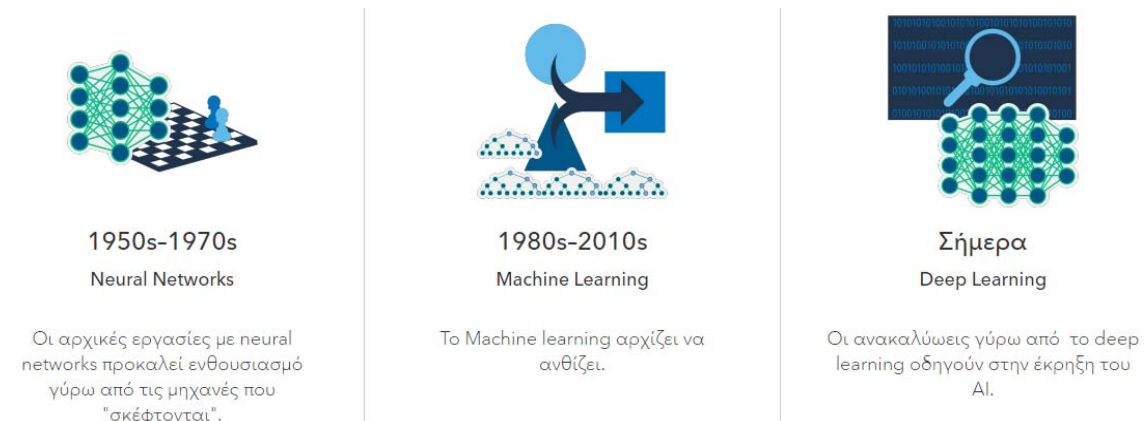 1950s-1970s
Neural Networks
Οι αρχικές εργασίες με neural
networks προκαλεί ενθουσιασμό
γύρω από τις μηχανές που
"σκέφτονται".
1980s-2010s
Machine Learning
Το Machine learning αρχίζει να
ανθίζει.
Σήμερα
Deep Learning
Οι ανακαλύωεις γύρω από το deep
learning οδηγούν στην έκρηξη του
AI.